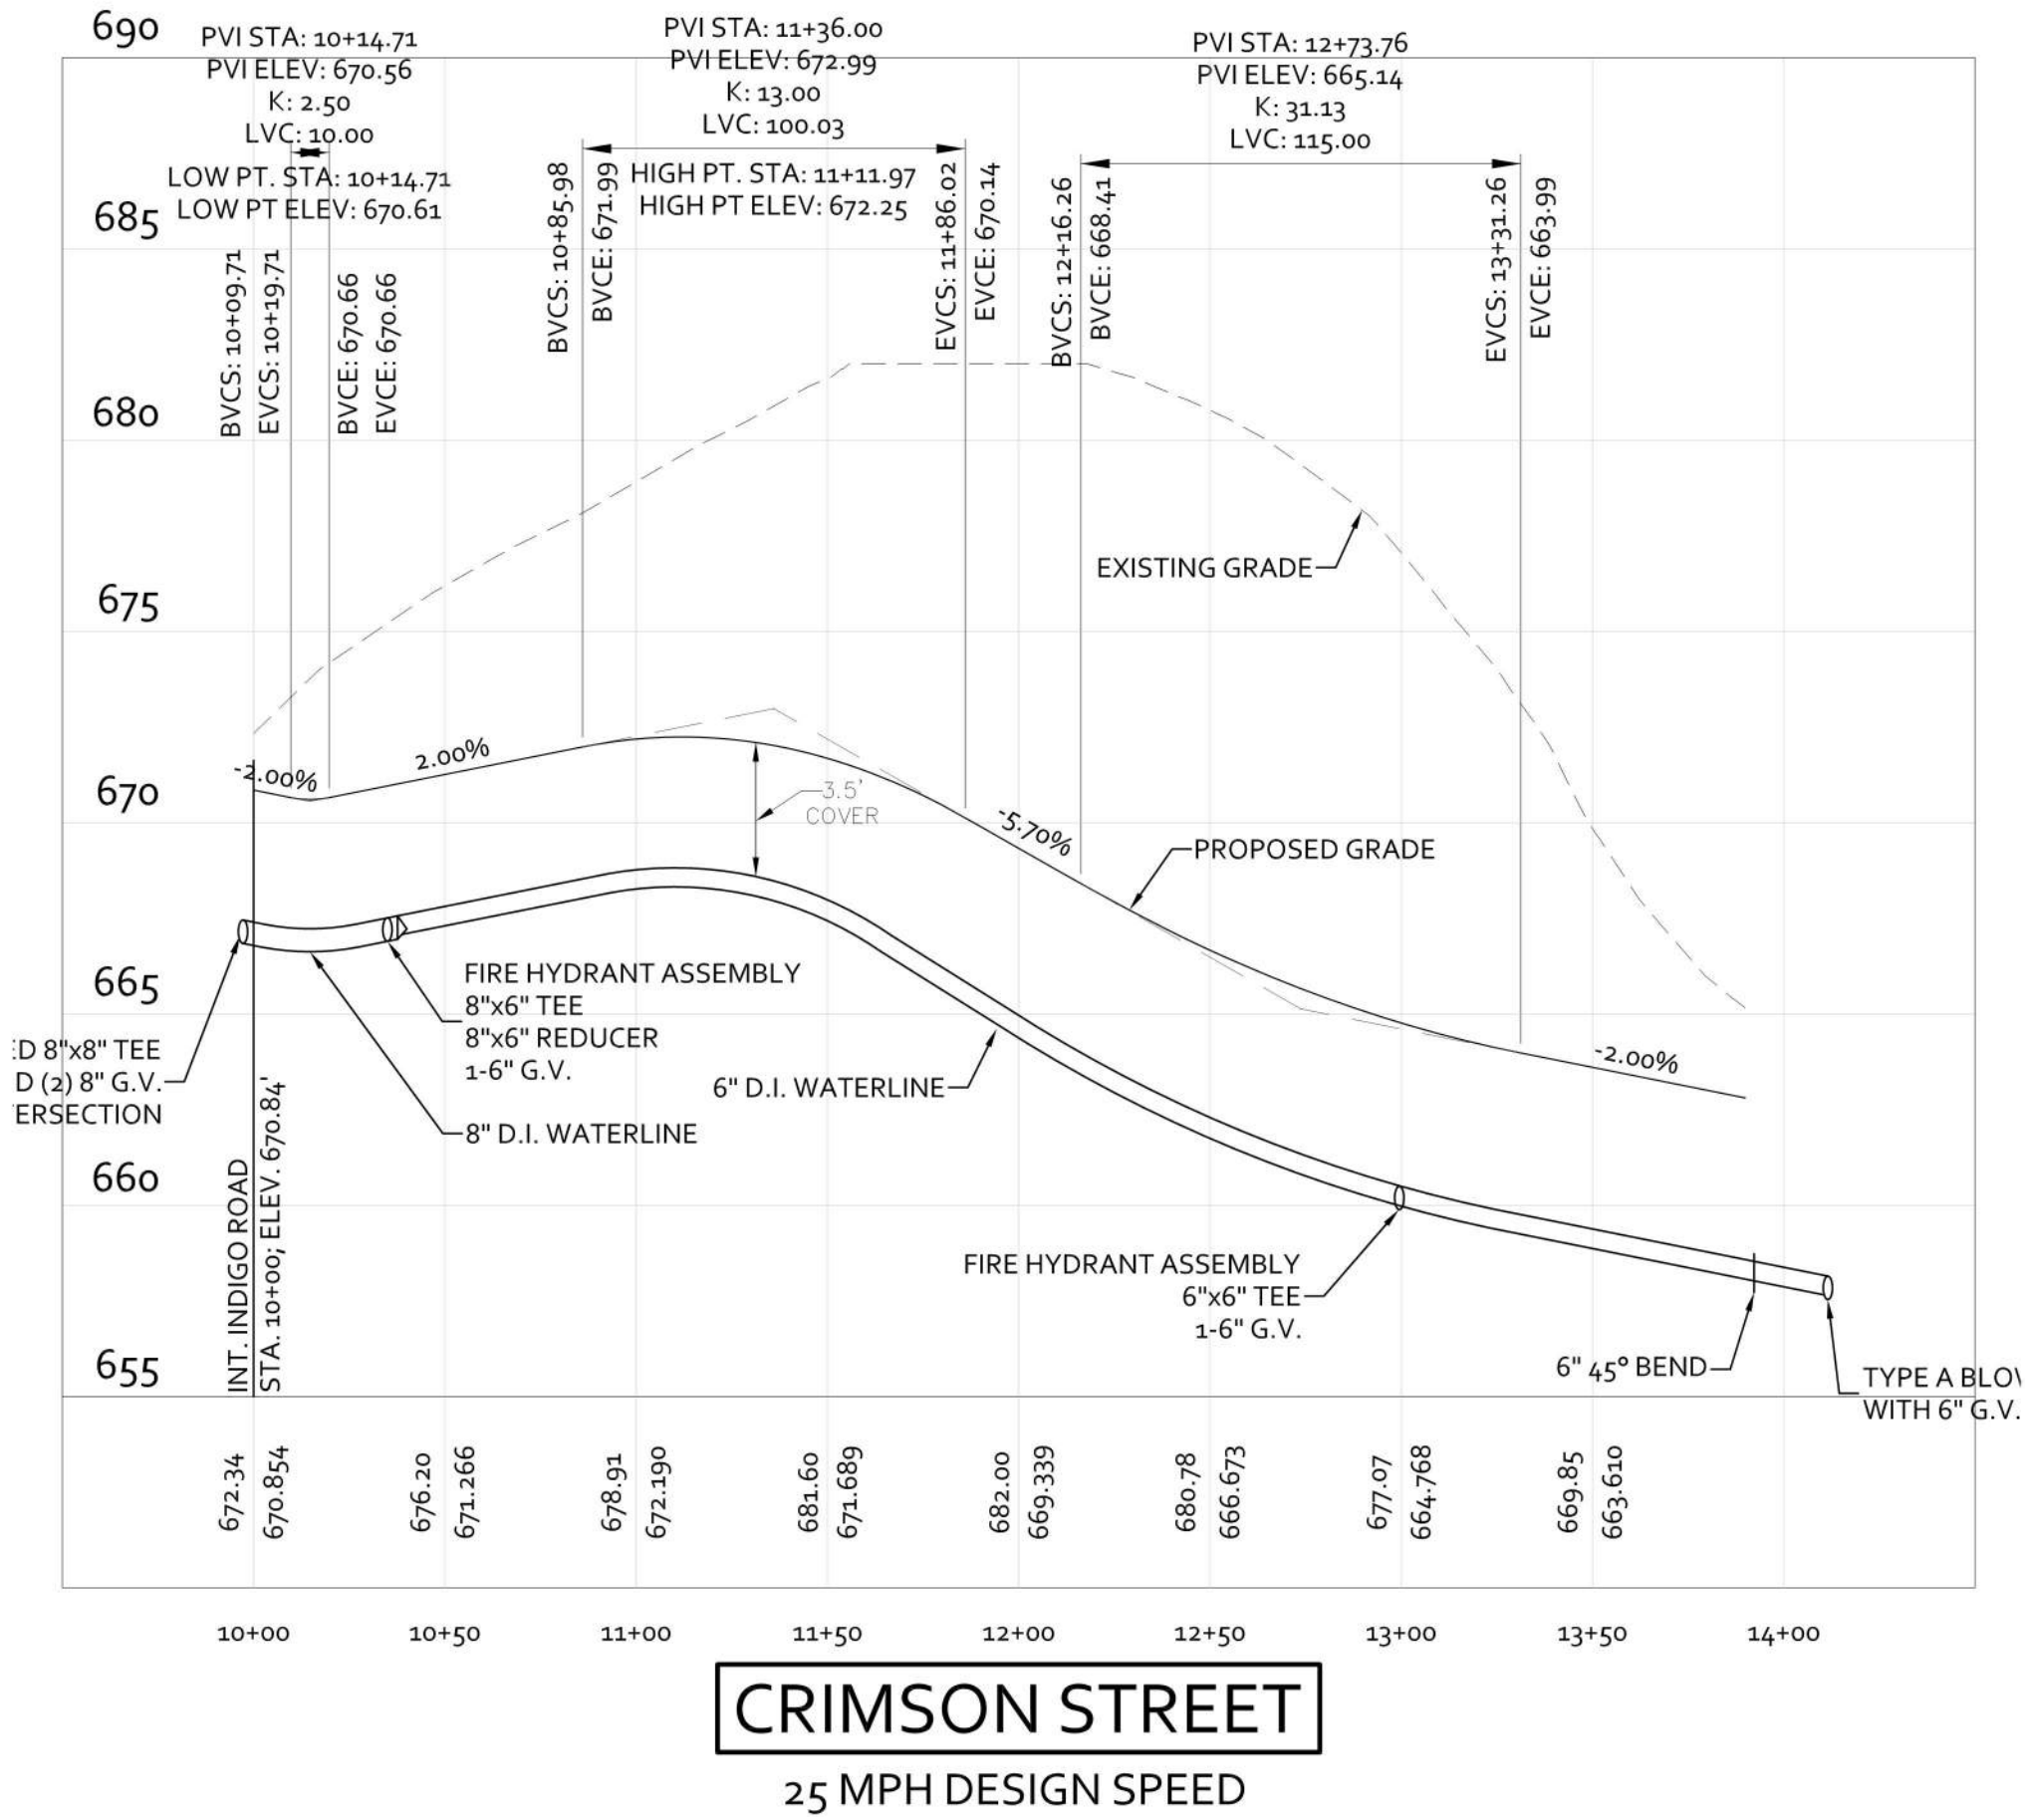 690
685
680
675
670
665
660
655
PVI STA: 10+14.71
PVI ELEV: 670.56
K: 2.50
LVC: 10.00
LOW PT. STA: 10+14.71
LOW PT ELEV: 670.61
BVCS: 10+09.71
EVCS: 10+19.71
BVCE: 670.66
EVCE: 670.66
PVI STA: 11+36.00
PVI ELEV: 672.99
K: 13.00
LVC: 100.03
HIGH PT. STA: 11+11.97
HIGH PT ELEV: 672.25
BVCS: 10+85.98
BVCE: 671.99
EVCS: 11+86.02
EVCE: 670.14
PVI STA: 12+73.76
PVI ELEV: 665.14
K: 31.13
LVC: 115.00
BVCS: 12+16.26
BVCE: 668.41
EVCS: 13+31.26
EVCE: 663.99
EXISTING GRADE
-2.00%
2.00%
3.5'
COVER
-5.70%
PROPOSED GRADE
-2.00%
FIRE HYDRANT ASSEMBLY
8"x6" TEE
8"x6" REDUCER
1-6" G.V.
8" D.I. WATERLINE
6" D.I. WATERLINE
8"x8" TEE
(2) 8" G.V.
INT. INDIGO ROAD
STA. 10+00; ELEV. 670.84'
FIRE HYDRANT ASSEMBLY
6"x6" TEE
1-6" G.V.
6" 45° BEND
TYPE A
WITH 6" G.V.
672.34
670.854
676.20
671.266
678.91
672.190
681.60
671.689
682.00
669.339
680.78
666.673
677.07
664.768
669.85
663.610
10+00 10+50 11+00 11+50 12+00 12+50 13+00 13+50 14+00
CRIMSON STREET
25 MPH DESIGN SPEED